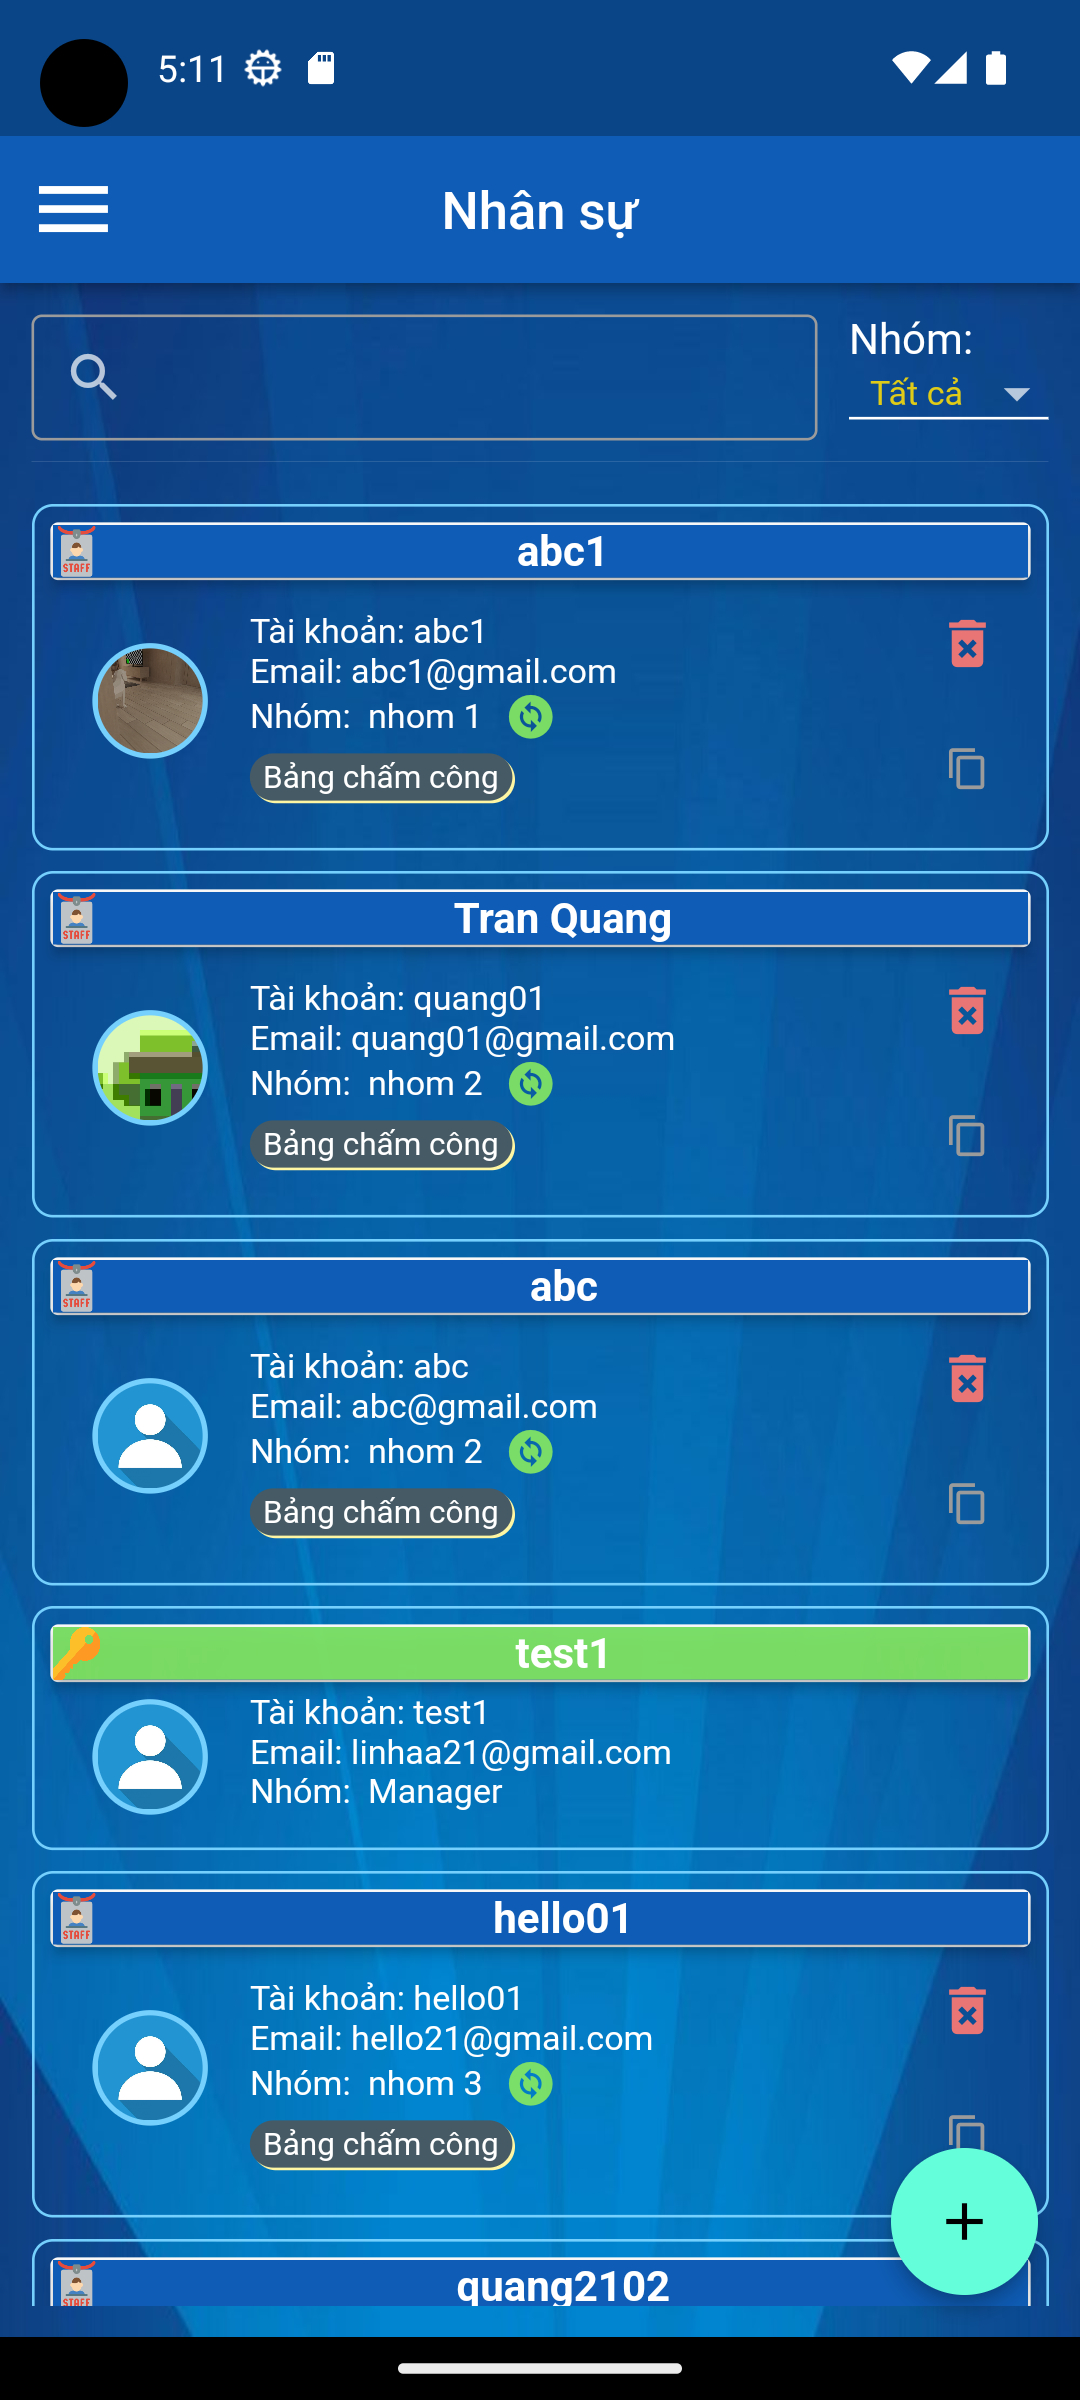 5:11
Nhân sự
Nhóm:
Tất cả
STAFF
abc1
Tài khoản: abc1
Email: abc1@gmail.com
Nhóm: nhom 1
Bảng chấm công
STAFF
Tran Quang
Tài khoản: quang01
Email: quang01@gmail.com
Nhóm: nhom 2
Bảng chấm công
STAFF
abc
Tài khoản: abc
Email: abc@gmail.com
Nhóm: nhom 2
Bảng chấm công
test1
Tài khoản: test1
Email: linhaa21@gmail.com
Nhóm: Manager
STAFF
hello01
Tài khoản: hello01
Email: hello21@gmail.com
Nhóm: nhom 3
Bảng chấm công
STAFF
quang2102